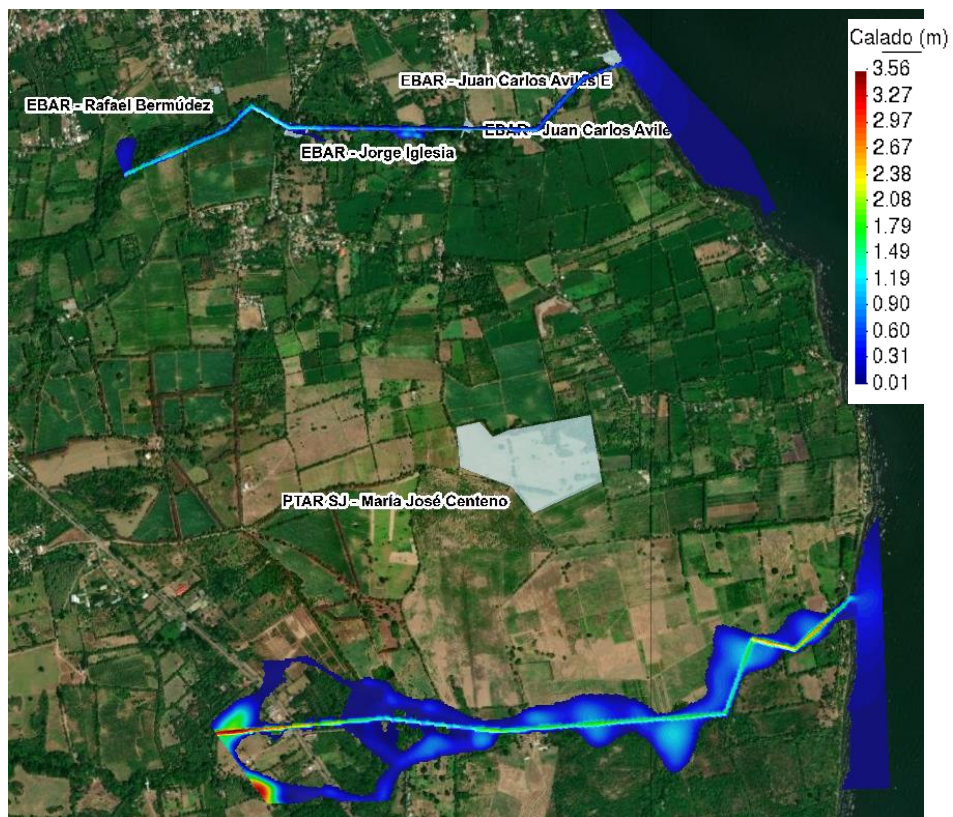 Calado (m)
3.56
3.27
2.97
2.67
2.38
2.08
1.79
1.49
1.19
0.90
0.60
0.31
0.01
EBAR - Juan Carlos Avilés E
EBAR - Rafael Bermúdez
EBAR - Juan Carlos Avile
EBAR - Jorge Iglesia
PTAR SJ - María José Centeno